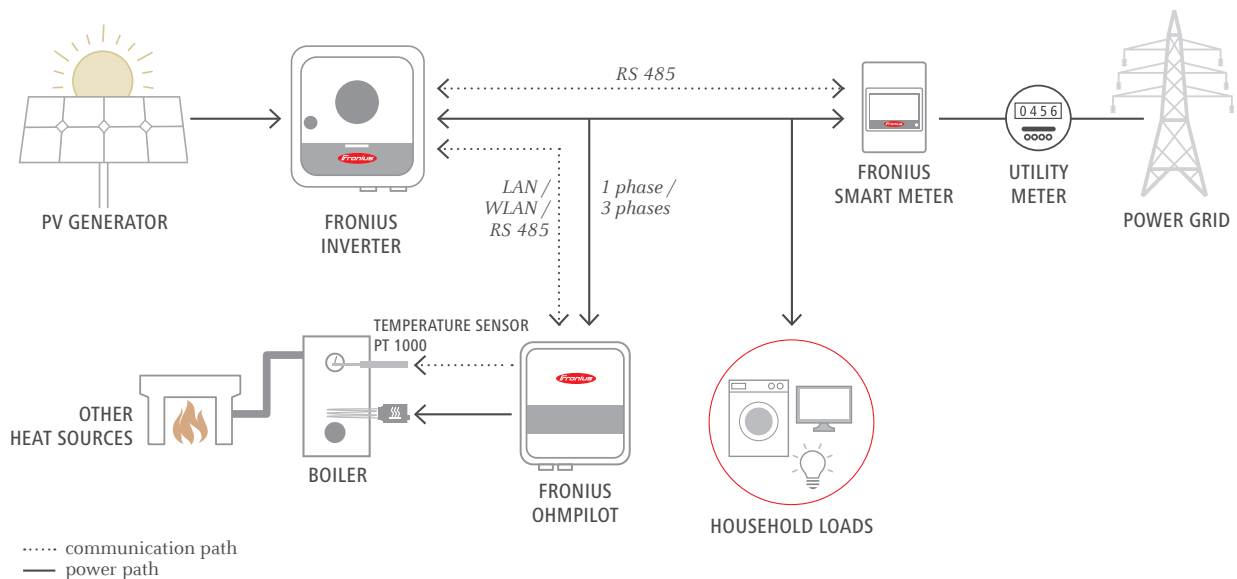 RS 485
0456
Fronius
Fronius
PV GENERATOR
FRONIUS
INVERTER
LAN /
WLAN /
RS 485
1 phase /
3 phases
FRONIUS
SMART METER
UTILITY
METER
POWER GRID
TEMPERATURE SENSOR
PT 1000
Fronius
OTHER
HEAT SOURCES
BOILER
FRONIUS
OHMPILOT
HOUSEHOLD LOADS
communication path
power path